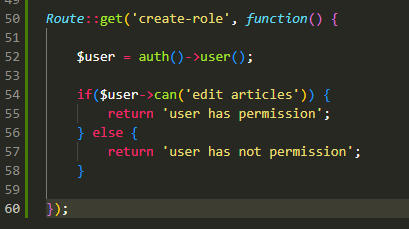 49
50 Route::get('create-role', function() {
51
52 $user = auth()->user();
53
54 if($user->can('edit articles')) {
55 return 'user has permission';
56 } else {
57 return 'user has not permission';
58 }
59
60 });